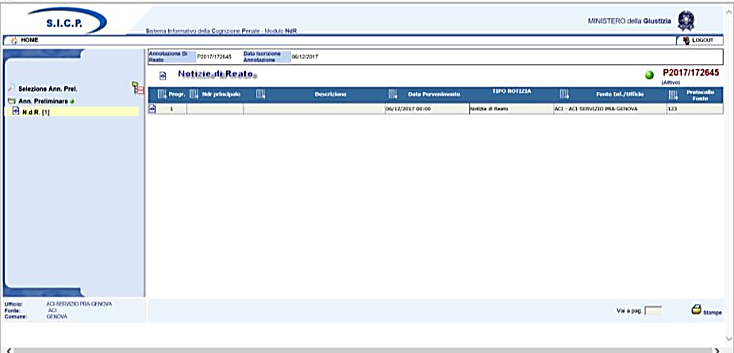 S.I.C.P.
MINISTERO della Giustizia
Sistema Informativo della Cognizione Penale - Modulo NdR
HOME
LOGOUT
Annotazione Di Reato P2017/172645 Data Iscrizione Annotazione 06/12/2017
Notizie di Reato
P2017/172645
(Attivo)
Selezione Ann. Prel.
Ann. Preliminare
N.d.R. [1]
Progr. Ndr principale Descrizione Data Pervenimento TIPO NOTIZIA Fonte Int./Ufficio Protocollo Fonte
1 06/12/2017 00:00 Notizia di Reato ACI - ACI-SERVIZIO PRA-GENOVA 123
Ufficio: ACI-SERVIZIO PRA-GENOVA
Fonte: ACI
Comune: GENOVA
Vai a pag.
Stampe